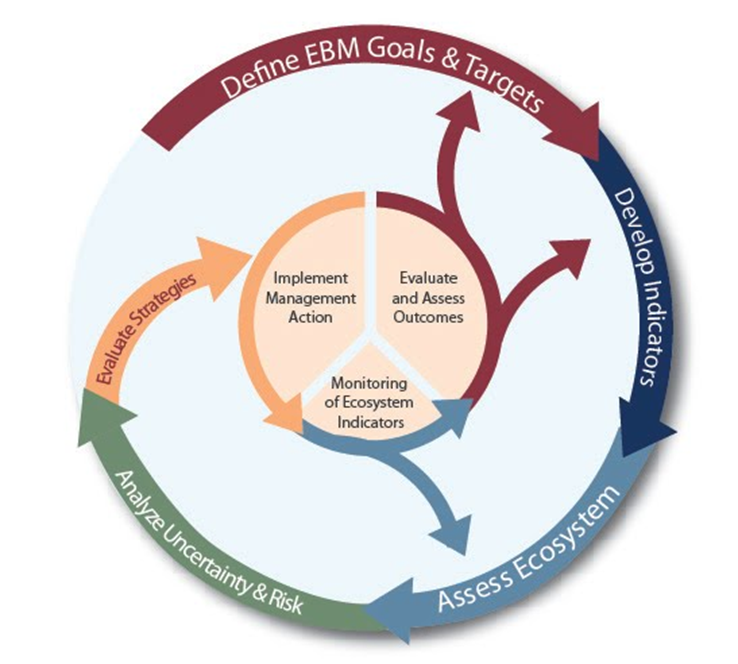 Define EBM Goals & Targets
Develop Indicators
Assess Ecosystem
Analyze Uncertainty & Risk
Evaluate Strategies
Implement
Management
Action
Evaluate
and Assess
Outcomes
Monitoring
of Ecosystem
Indicators